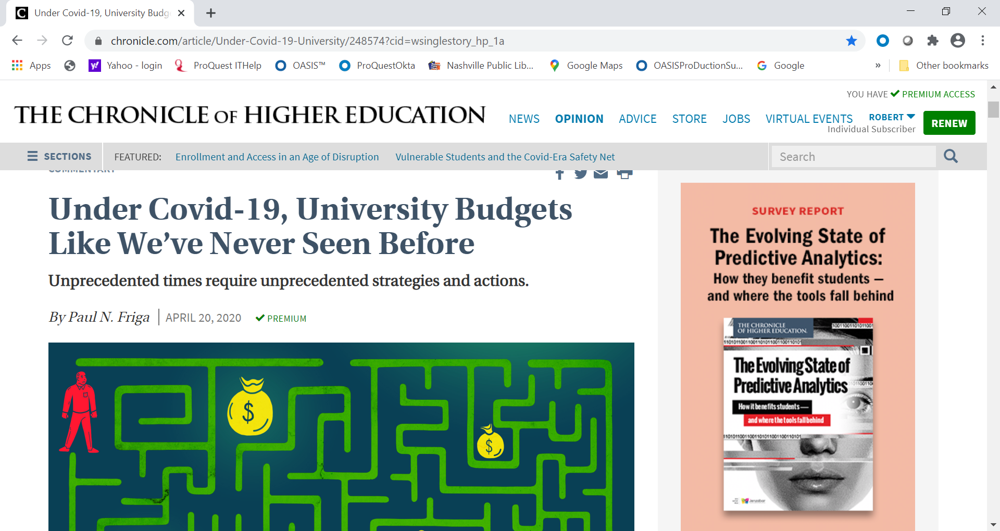 Under Covid-19, University Budg
chronicle.com/article/Under-Covid-19-University/248574?cid=wsinglestory_hp_1a
Apps
Yahoo - login
ProQuest ITHelp
OASIS™
ProQuestOkta
Nashville Public Lib...
Google Maps
OASISProDuctionSu...
Google
»
Other bookmarks
YOU HAVE PREMIUM ACCESS
THE CHRONICLE OF HIGHER EDUCATION
NEWS
OPINION
ADVICE
STORE
JOBS
VIRTUAL EVENTS
ROBERT
Individual Subscriber
RENEW
SECTIONS
FEATURED:
Enrollment and Access in an Age of Disruption
Vulnerable Students and the Covid-Era Safety Net
Search
COMMENTARY
Under Covid-19, University Budgets
Like We’ve Never Seen Before
Unprecedented times require unprecedented strategies and actions.
By Paul N. Friga
APRIL 20, 2020
PREMIUM
$
$
SURVEY REPORT
The Evolving State of
Predictive Analytics:
How they benefit students —
and where the tools fall behind
THE CHRONICLE
OF HIGHER EDUCATION
The Evolving State of
Predictive Analytics
How it benefits students—
and where the tools fall behind
Jenzabar